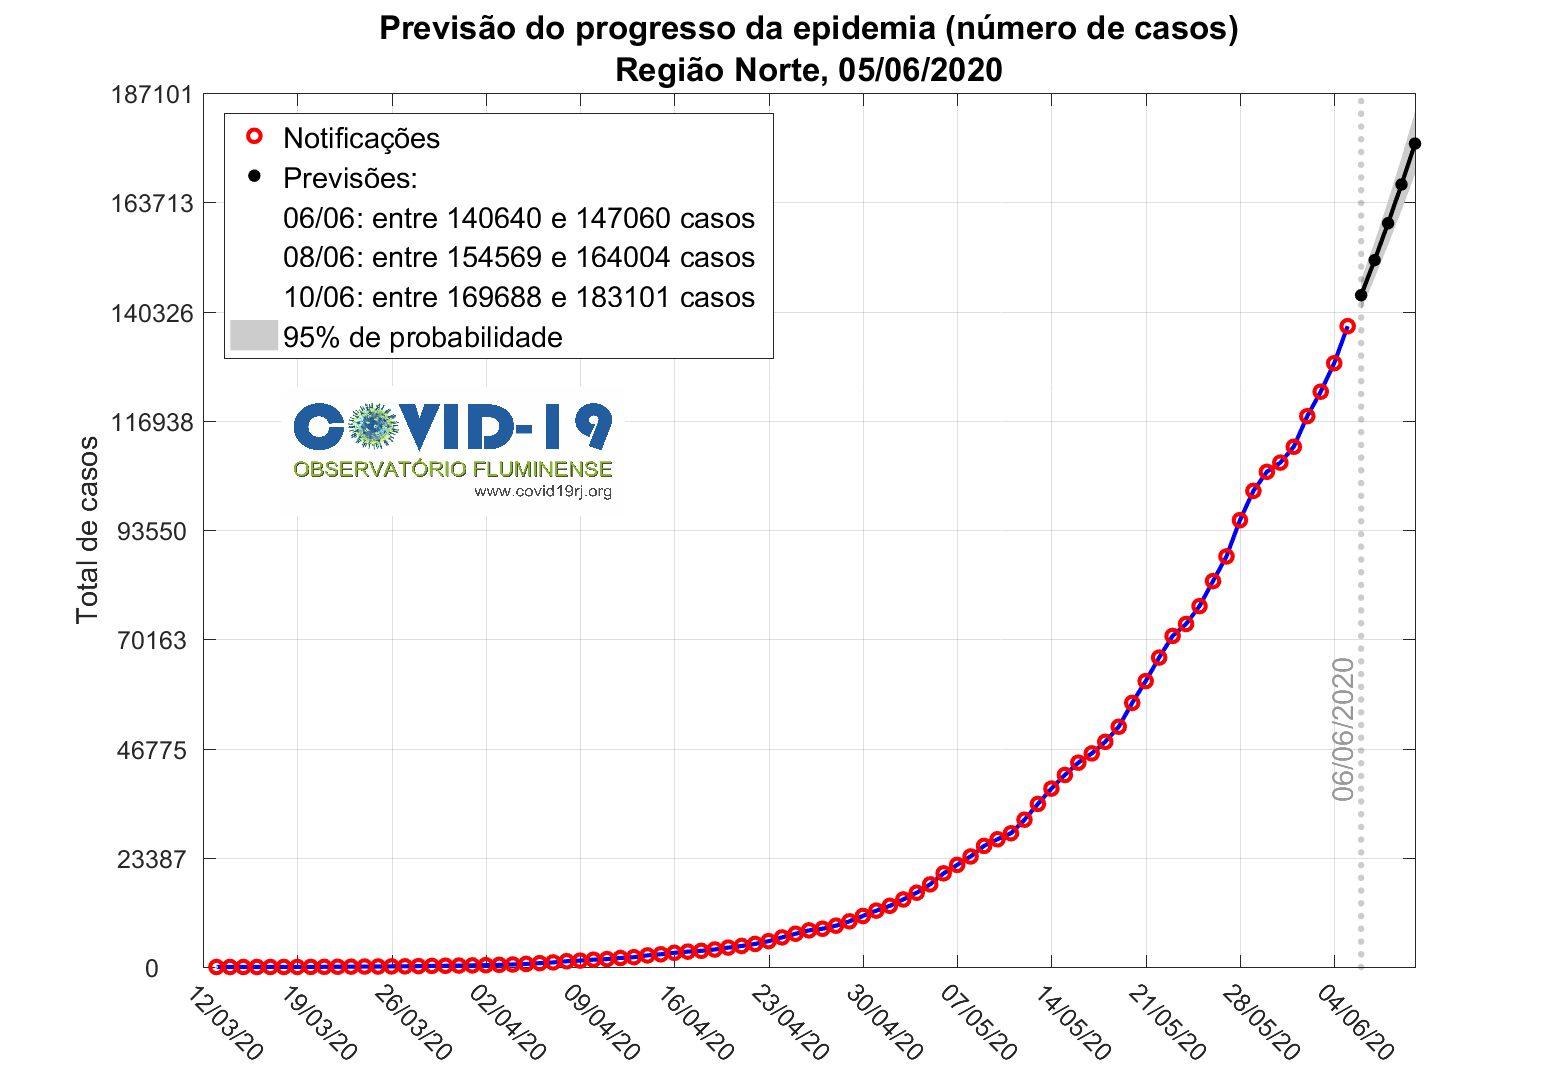 Previsão do progresso da epidemia (número de casos)
Região Norte, 05/06/2020
187101
163713
140326
116938
93550
70163
46775
23387
0
Total de casos
Notificações
Previsões:
06/06: entre 140640 e 147060 casos
08/06: entre 154569 e 164004 casos
10/06: entre 169688 e 183101 casos
95% de probabilidade
COVID-19
OBSERVATÓRIO FLUMINENSE
www.covid19rj.org
06/06/2020
12/03/20
19/03/20
26/03/20
02/04/20
09/04/20
16/04/20
23/04/20
30/04/20
07/05/20
14/05/20
21/05/20
28/05/20
04/06/20